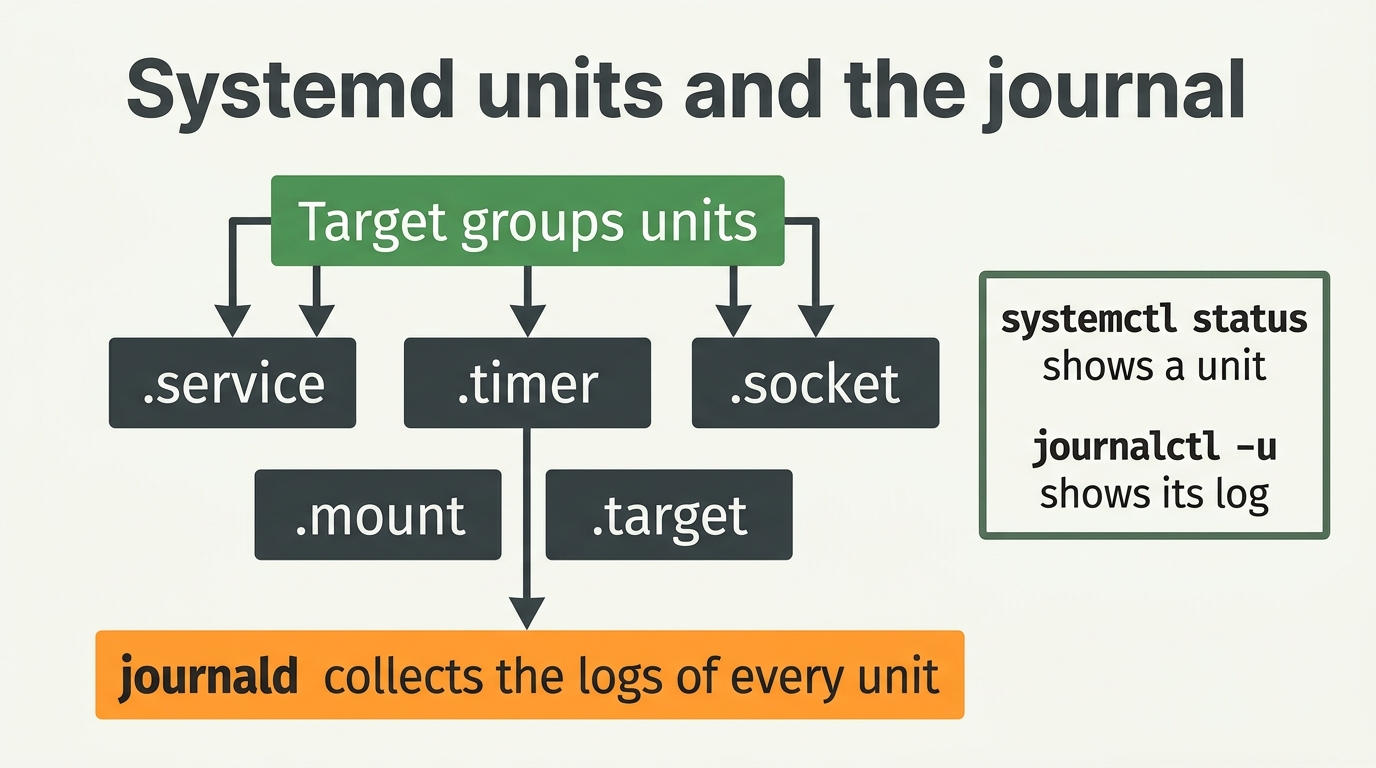 Systemd units and the journal
Target groups units
.service
.timer
.socket
.mount
.target
journald collects the logs of every unit
systemctl status
shows a unit
journalctl -u
shows its log